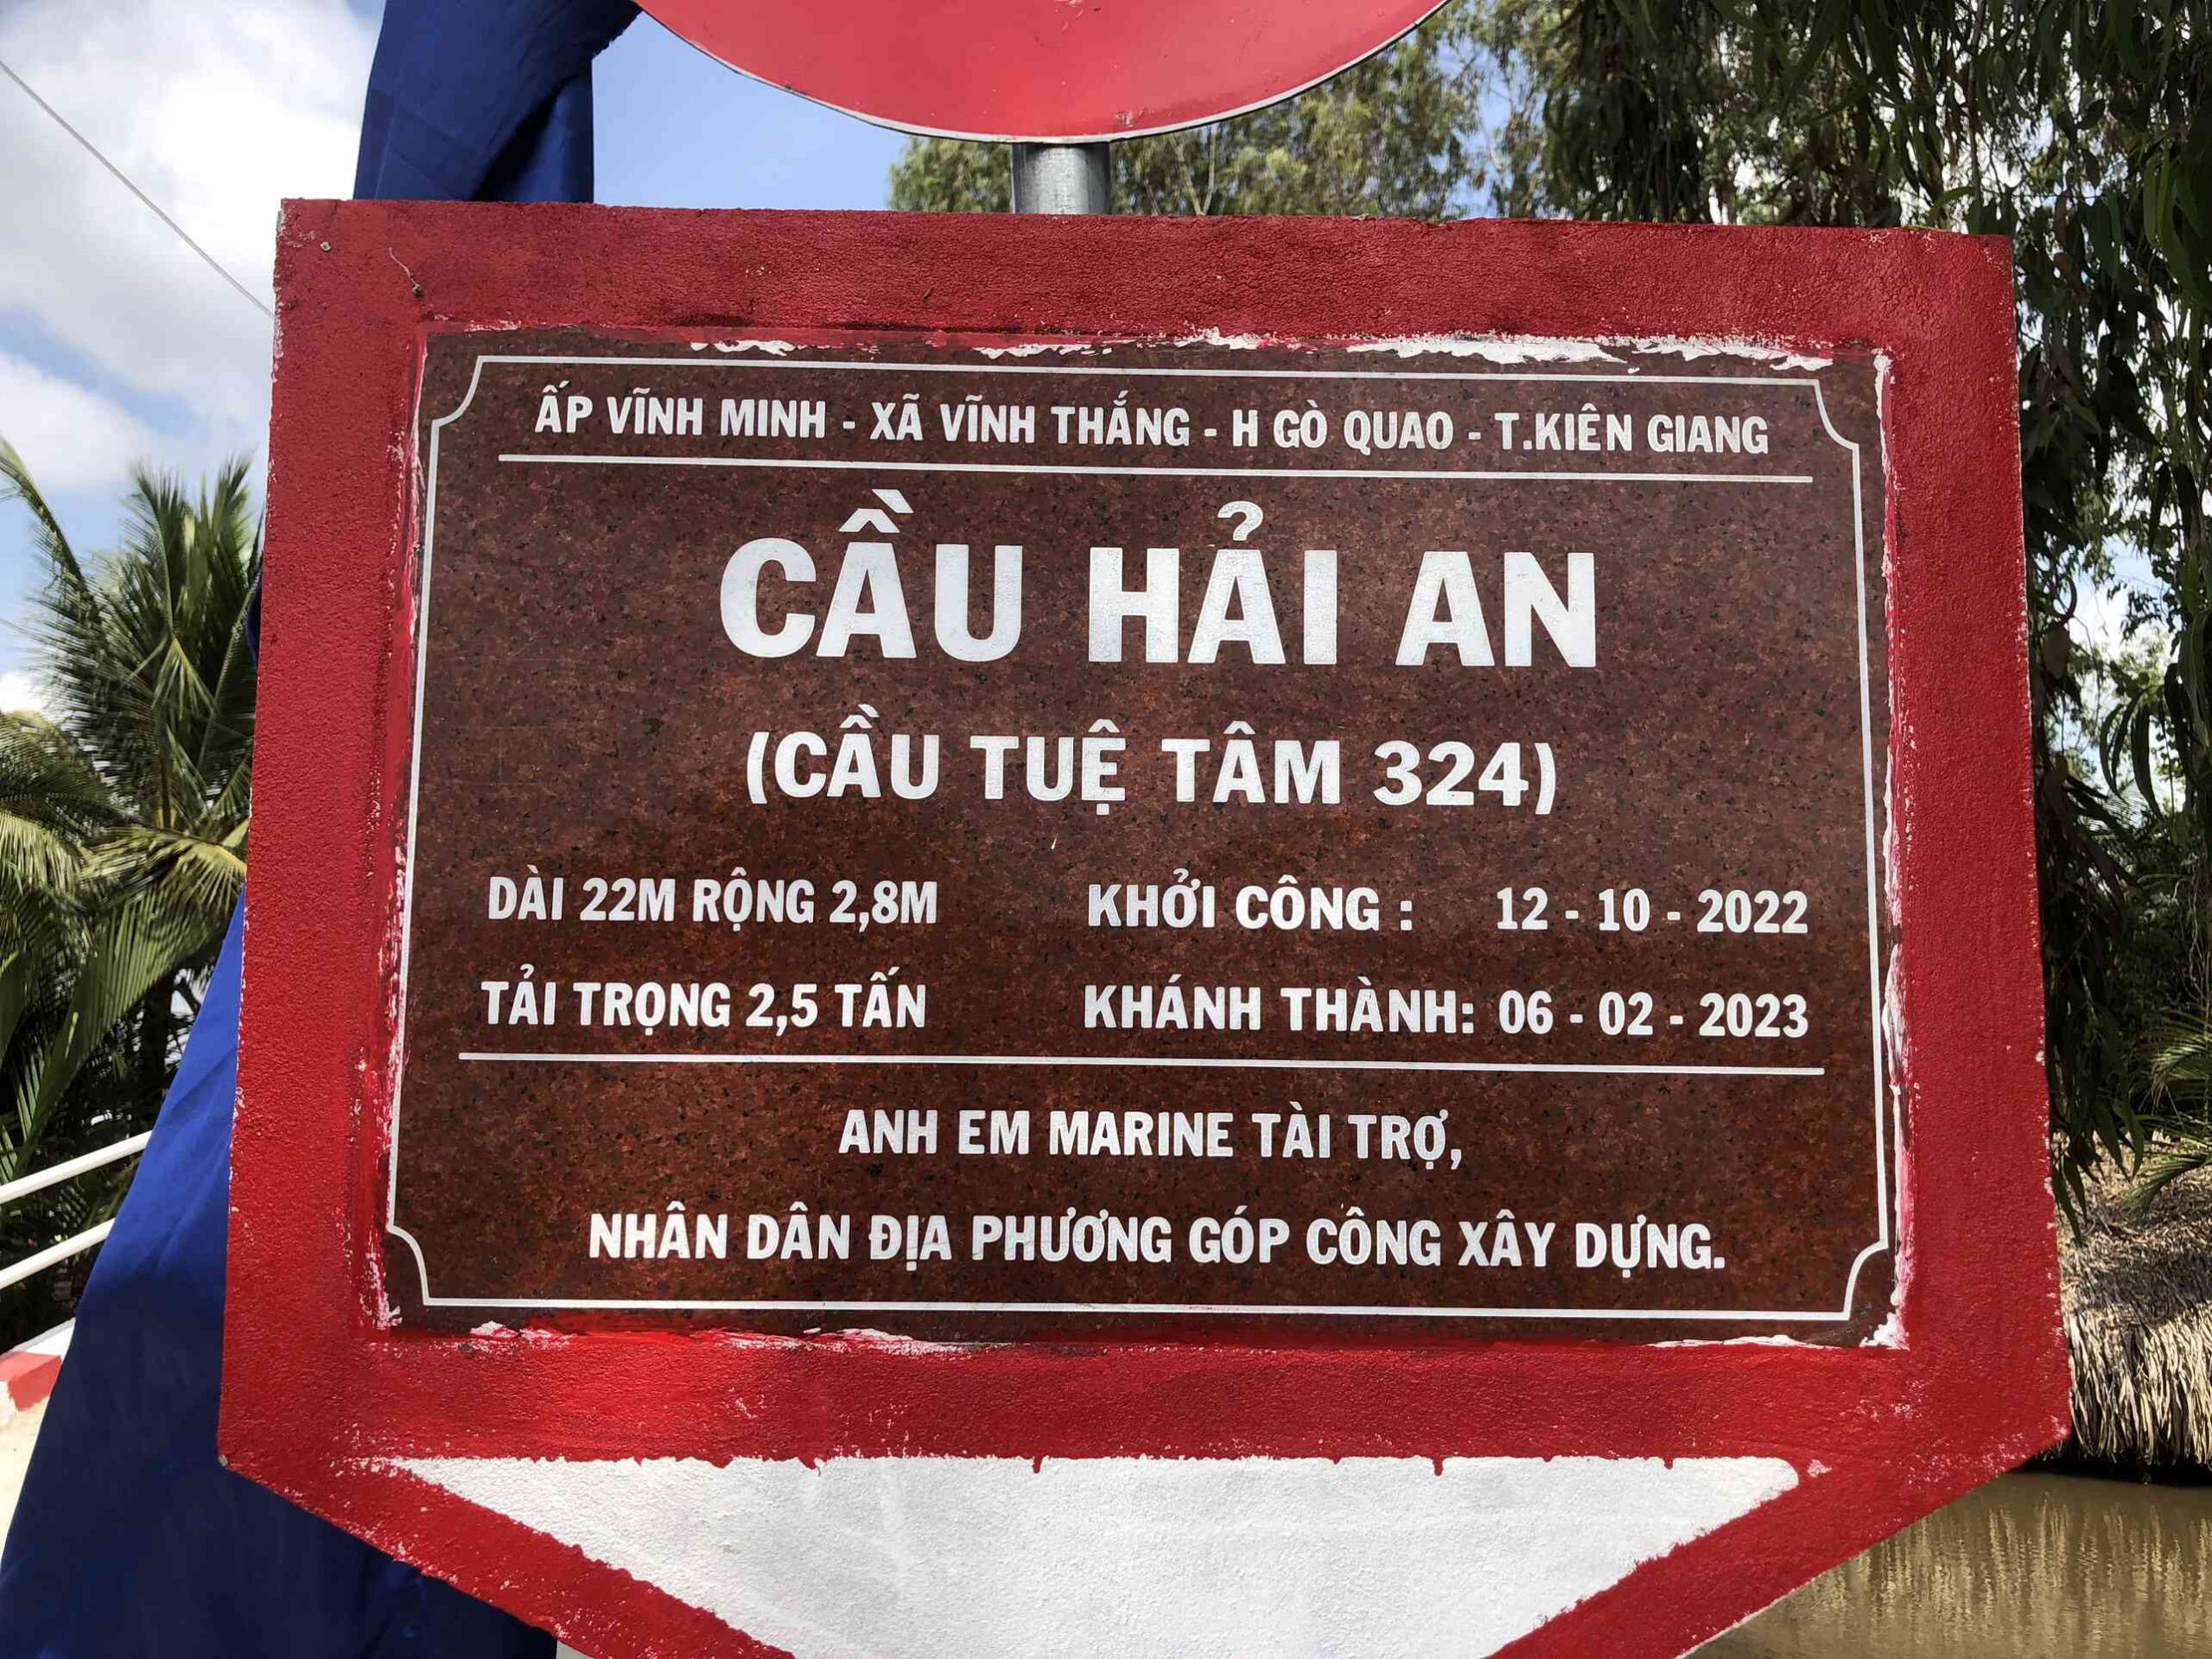 ẤP VĨNH MINH - XÃ VĨNH THẮNG - H GÒ QUAO - T.KIÊN GIANG
CẦU HẢI AN
(CẦU TUỆ TÂM 324)
DÀI 22M RỘNG 2,8M KHỞI CÔNG : 12 - 10 - 2022
TẢI TRỌNG 2,5 TẤN KHÁNH THÀNH: 06 - 02 - 2023
ANH EM MARINE TÀI TRỢ,
NHÂN DÂN ĐỊA PHƯƠNG GÓP CÔNG XÂY DỰNG.